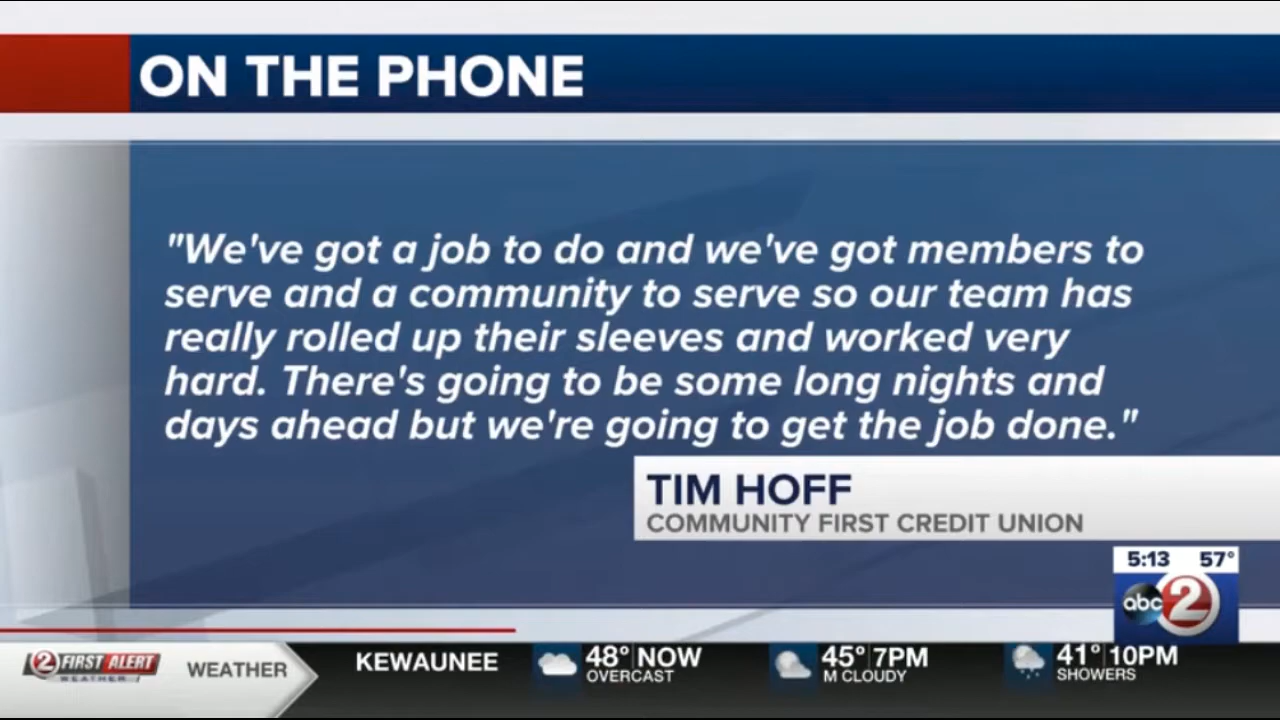 ON THE PHONE
"We've got a job to do and we've got members to
serve and a community to serve so our team has
really rolled up their sleeves and worked very
hard. There's going to be some long nights and
days ahead but we're going to get the job done."
TIM HOFF
COMMUNITY FIRST CREDIT UNION
5:13 57°
abc 2
2 FIRST ALERT
WEATHER
WEATHER
KEWAUNEE
48° NOW
OVERCAST
45° 7PM
M CLOUDY
41° 10PM
SHOWERS